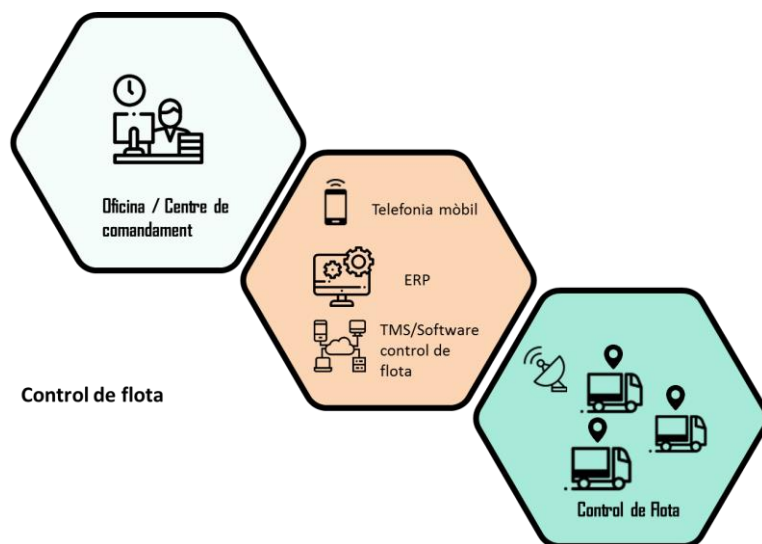 Oficina / Centre de
comandament
Telefonia mòbil
ERP
TMS/Software
control de
flota
Control de flota
Control de flota